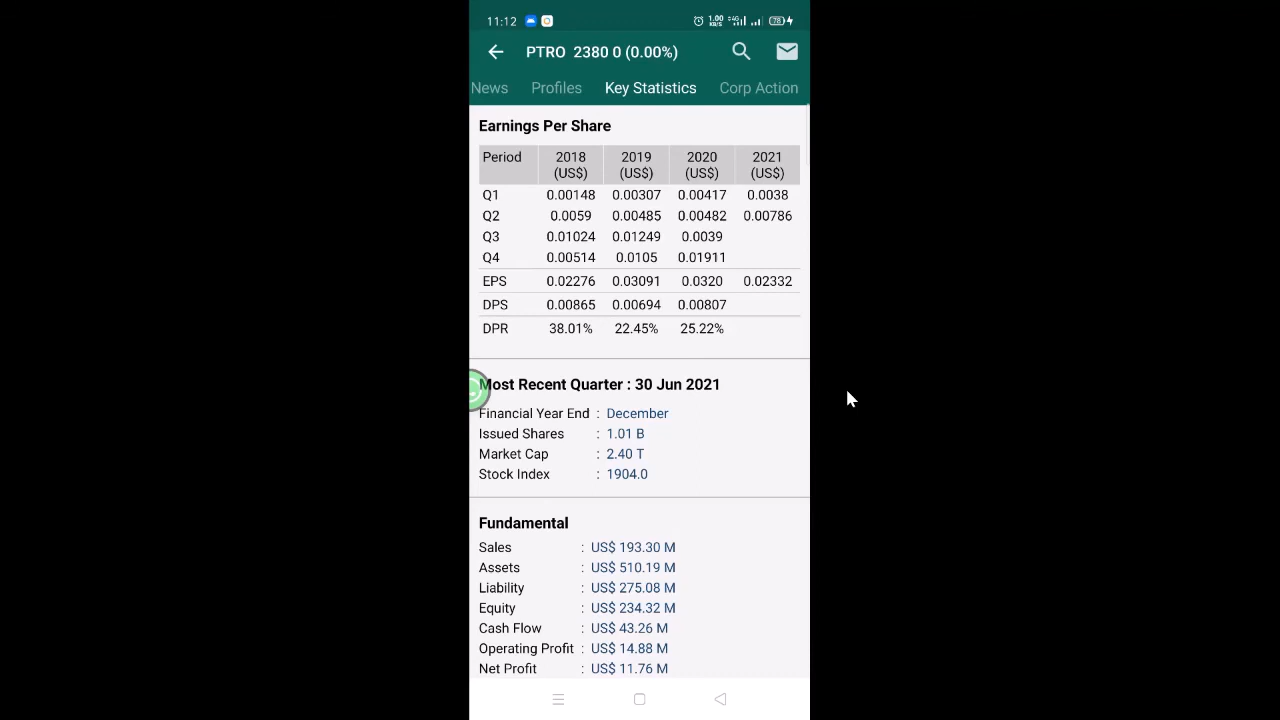 11:12 1.00 KB/S 4G 78
PTRO 2380 0 (0.00%)
News Profiles Key Statistics Corp Action
Earnings Per Share
Period 2018 (US$) 2019 (US$) 2020 (US$) 2021 (US$)
Q1 0.00148 0.00307 0.00417 0.0038
Q2 0.0059 0.00485 0.00482 0.00786
Q3 0.01024 0.01249 0.0039
Q4 0.00514 0.0105 0.01911
EPS 0.02276 0.03091 0.0320 0.02332
DPS 0.00865 0.00694 0.00807
DPR 38.01% 22.45% 25.22%
Most Recent Quarter : 30 Jun 2021
Financial Year End : December
Issued Shares : 1.01 B
Market Cap : 2.40 T
Stock Index : 1904.0
Fundamental
Sales : US$ 193.30 M
Assets : US$ 510.19 M
Liability : US$ 275.08 M
Equity : US$ 234.32 M
Cash Flow : US$ 43.26 M
Operating Profit : US$ 14.88 M
Net Profit : US$ 11.76 M